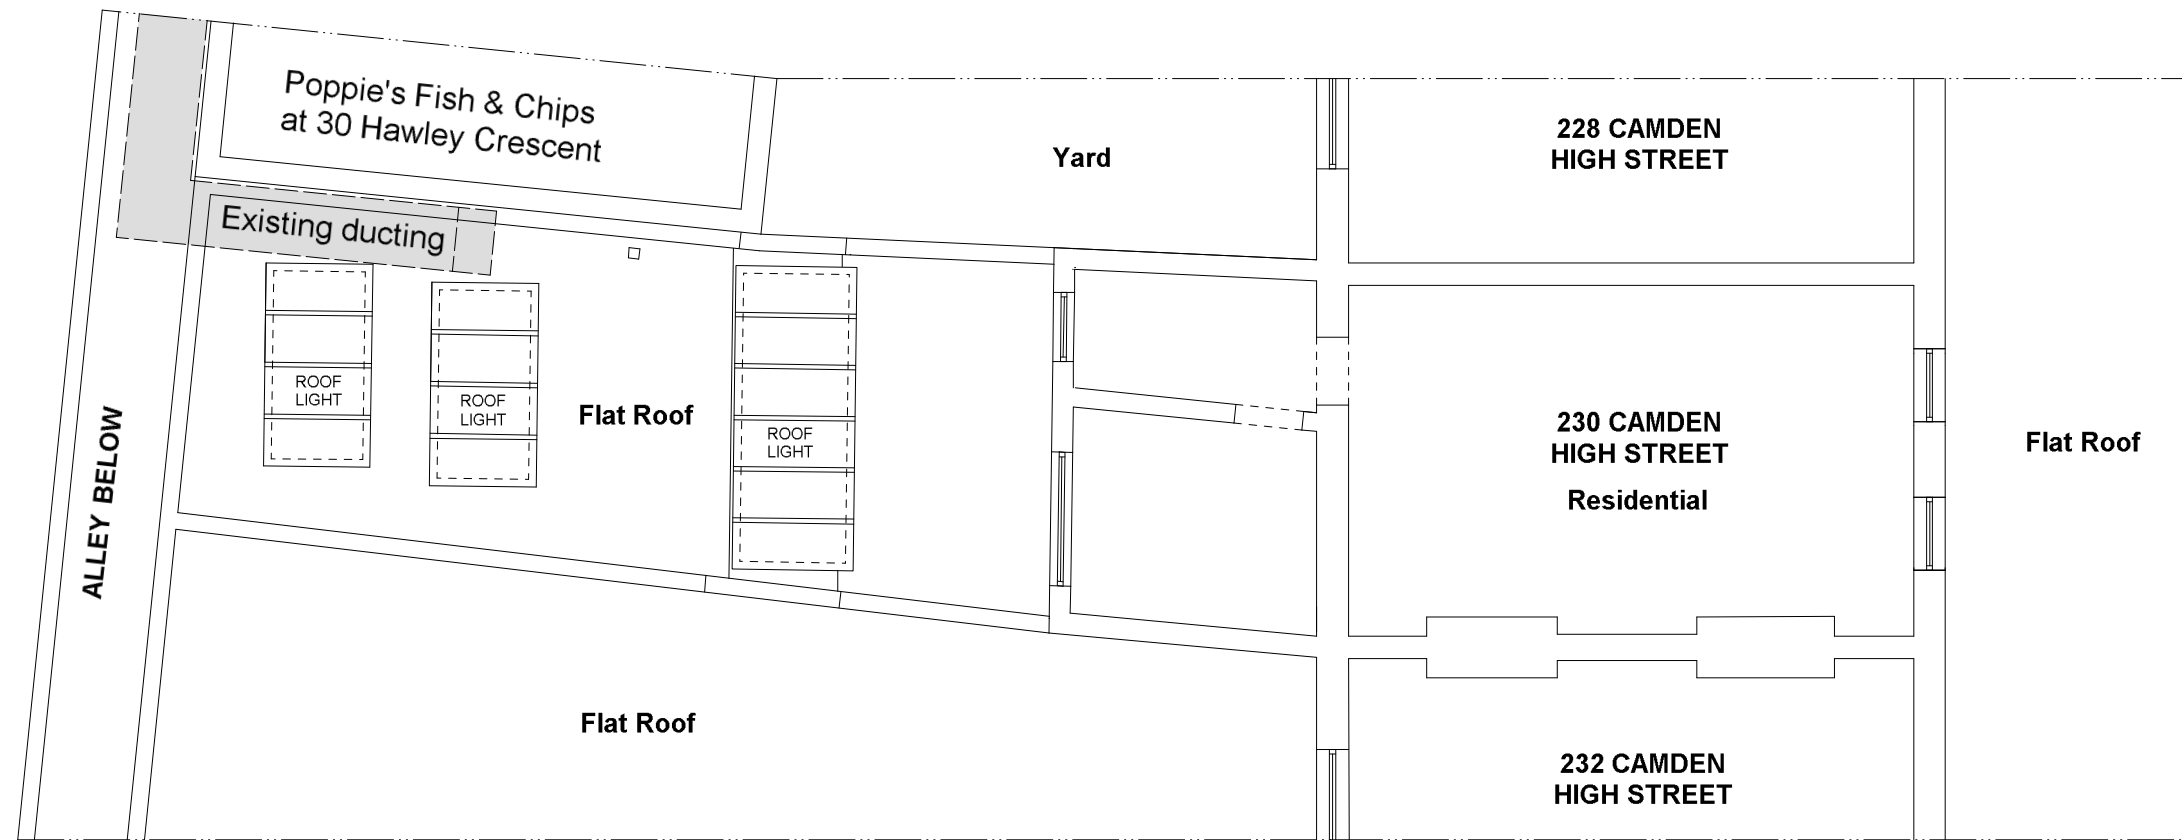 Poppie's Fish & Chips
at 30 Hawley Crescent
Yard
228 CAMDEN
HIGH STREET
Existing ducting
ROOF
LIGHT
ROOF
LIGHT
Flat Roof
ROOF
LIGHT
230 CAMDEN
HIGH STREET
Residential
Flat Roof
ALLEY BELOW
Flat Roof
232 CAMDEN
HIGH STREET